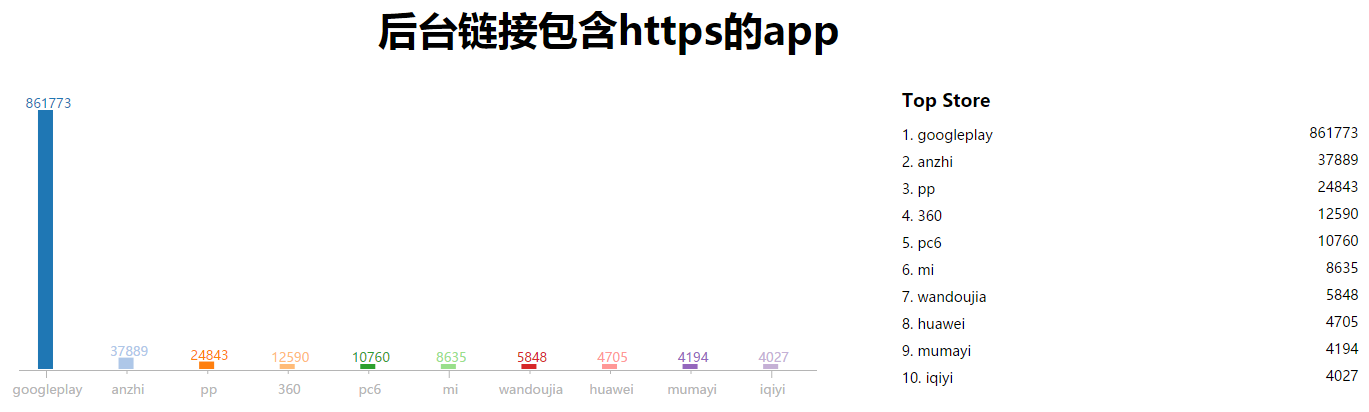 后台链接包含https的app
861773
37889
24843
12590
10760
8635
5848
4705
4194
4027
googleplay
anzhi
pp
360
pc6
mi
wandoujia
huawei
mumayi
iqiyi
Top Store
1. googleplay 861773
2. anzhi 37889
3. pp 24843
4. 360 12590
5. pc6 10760
6. mi 8635
7. wandoujia 5848
8. huawei 4705
9. mumayi 4194
10. iqiyi 4027